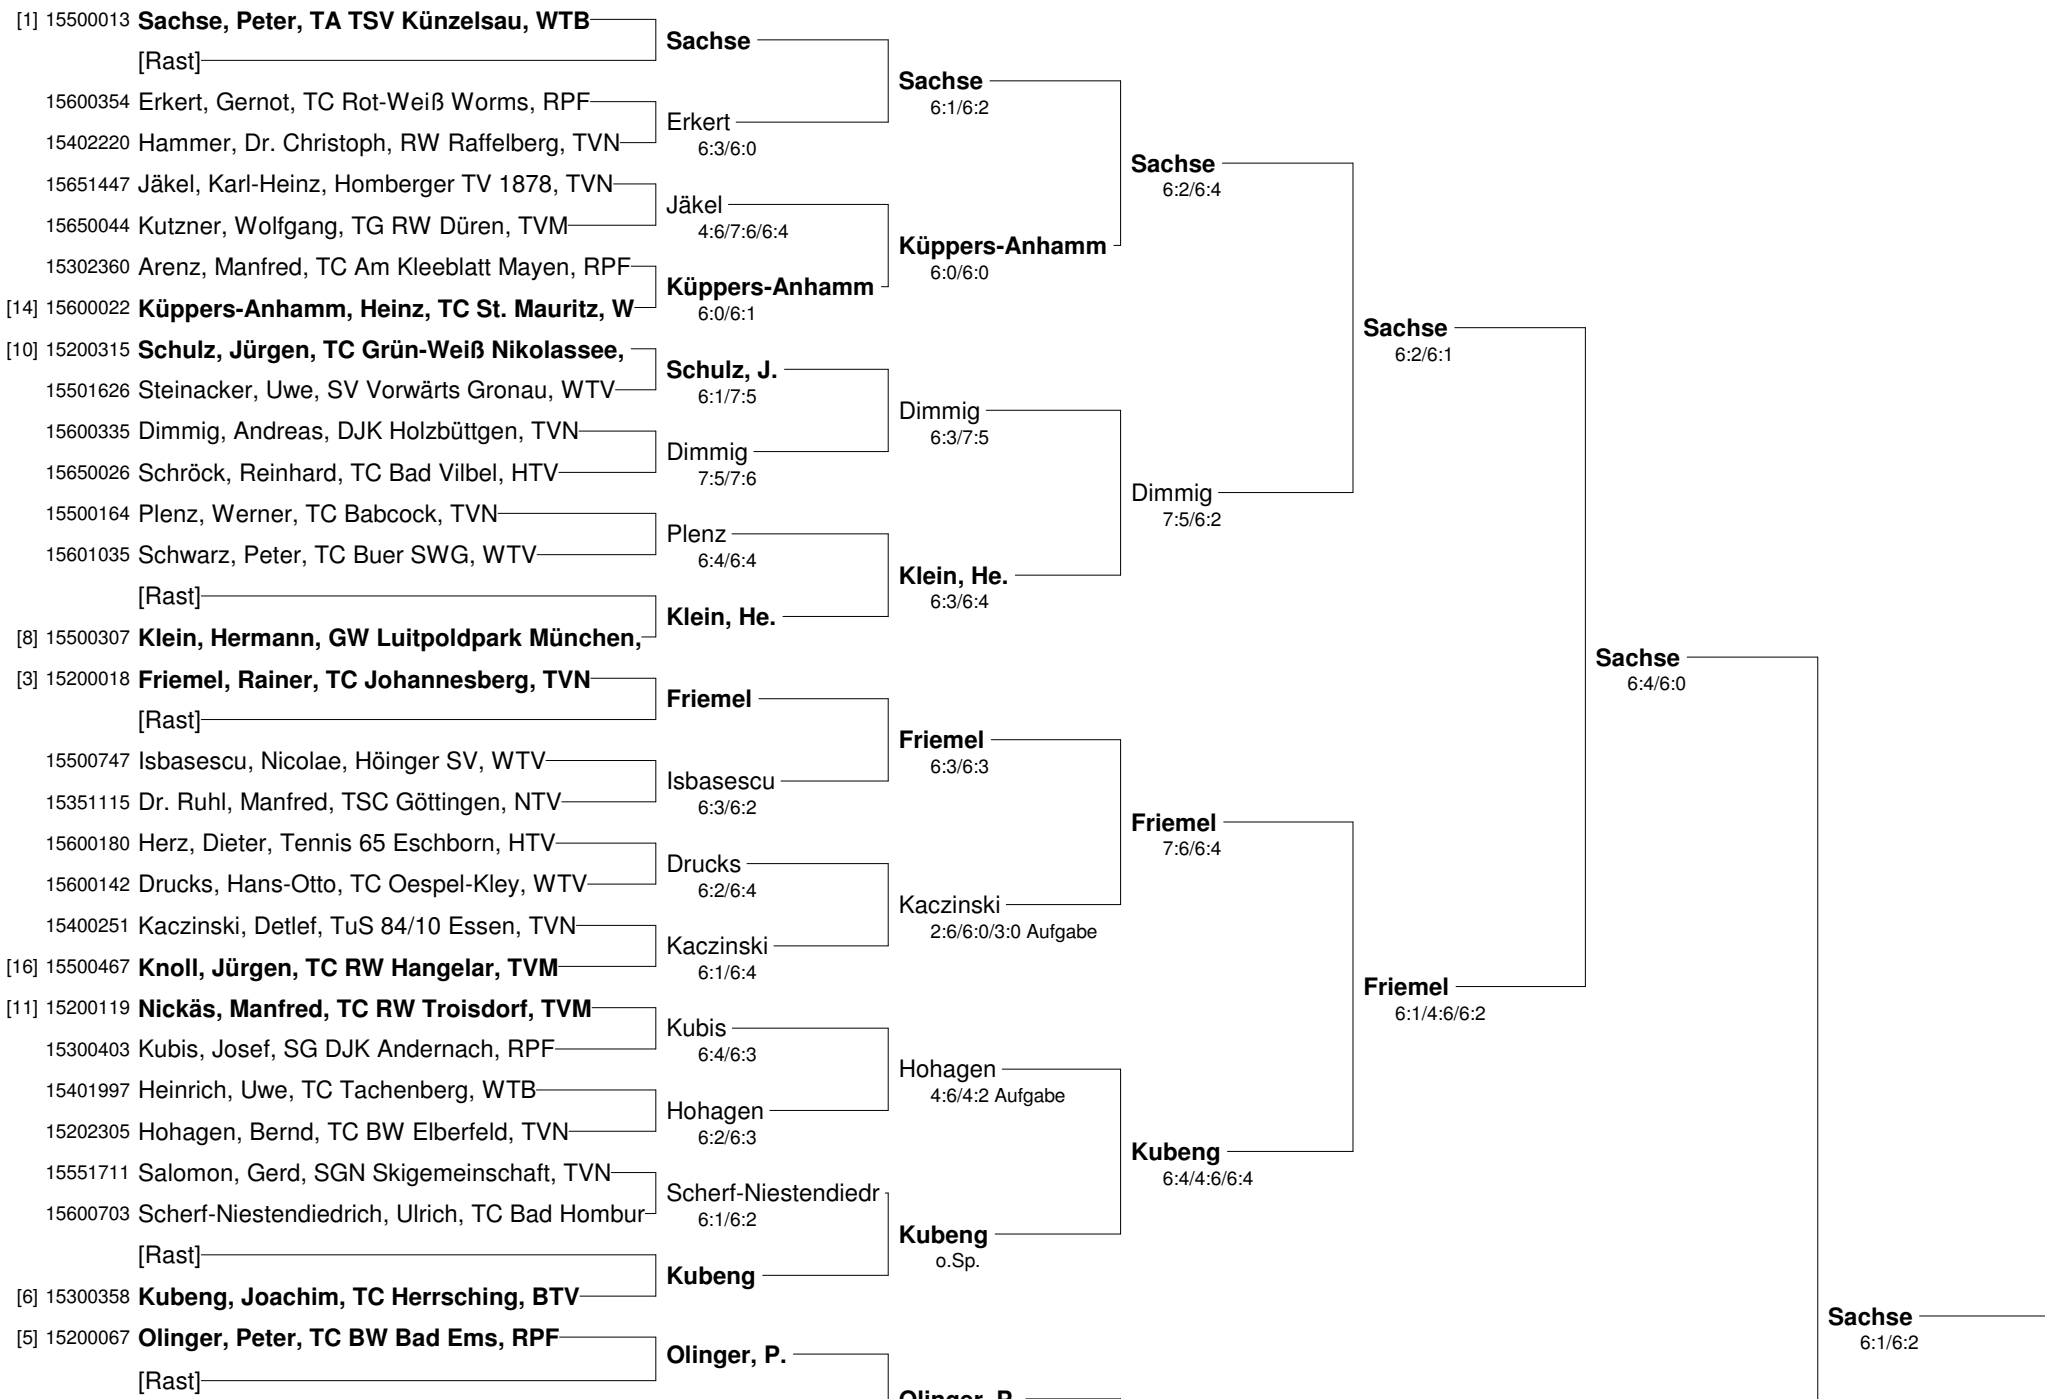 [1] 15500013 Sachse, Peter, TA TSV Künzelsau, WTB
[Rast]
15600354 Erkert, Gernot, TC Rot-Weiß Worms, RPF
15402220 Hammer, Dr. Christoph, RW Raffelberg, TVN
15651447 Jäkel, Karl-Heinz, Homberger TV 1878, TVN
15650044 Kutzner, Wolfgang, TG RW Düren, TVM
15302360 Arenz, Manfred, TC Am Kleeblatt Mayen, RPF
[14] 15600022 Küppers-Anhamm, Heinz, TC St. Mauritz, W
[10] 15200315 Schulz, Jürgen, TC Grün-Weiß Nikolassee,
15501626 Steinacker, Uwe, SV Vorwärts Gronau, WTV
15600335 Dimmig, Andreas, DJK Holzbüttgen, TVN
15650026 Schröck, Reinhard, TC Bad Vilbel, HTV
15500164 Plenz, Werner, TC Babcock, TVN
15601035 Schwarz, Peter, TC Buer SWG, WTV
[Rast]
[8] 15500307 Klein, Hermann, GW Luitpoldpark München,
[3] 15200018 Friemel, Rainer, TC Johannesberg, TVN
[Rast]
15500747 Isbasescu, Nicolae, Höinger SV, WTV
15351115 Dr. Ruhl, Manfred, TSC Göttingen, NTV
15600180 Herz, Dieter, Tennis 65 Eschborn, HTV
15600142 Drucks, Hans-Otto, TC Oespel-Kley, WTV
15400251 Kaczinski, Detlef, TuS 84/10 Essen, TVN
[16] 15500467 Knoll, Jürgen, TC RW Hangelar, TVM
[11] 15200119 Nickäs, Manfred, TC RW Troisdorf, TVM
15300403 Kubis, Josef, SG DJK Andernach, RPF
15401997 Heinrich, Uwe, TC Tachenberg, WTB
15202305 Hohagen, Bernd, TC BW Elberfeld, TVN
15551711 Salomon, Gerd, SGN Skigemeinschaft, TVN
15600703 Scherf-Niestendiedrich, Ulrich, TC Bad Hombur
[Rast]
[6] 15300358 Kubeng, Joachim, TC Herrsching, BTV
[5] 15200067 Olinger, Peter, TC BW Bad Ems, RPF
[Rast]
Sachse
Erkert
6:3/6:0
Jäkel
4:6/7:6/6:4
Küppers-Anhamm
6:0/6:1
Schulz, J.
6:1/7:5
Dimmig
7:5/7:6
Plenz
6:4/6:4
Klein, He.
Friemel
Isbasescu
6:3/6:2
Drucks
6:2/6:4
Kaczinski
6:1/6:4
Kubis
6:4/6:3
Hohagen
6:2/6:3
Scherf-Niestendiedr
6:1/6:2
Kubeng
Olinger, P.
Sachse
6:1/6:2
Küppers-Anhamm
6:0/6:0
Dimmig
6:3/7:5
Klein, He.
6:3/6:4
Friemel
6:3/6:3
Kaczinski
2:6/6:0/3:0 Aufgabe
Hohagen
4:6/4:2 Aufgabe
Kubeng
o.Sp.
Olinger, P.
Sachse
6:2/6:4
Dimmig
7:5/6:2
Friemel
7:6/6:4
Kubeng
6:4/4:6/6:4
Sachse
6:2/6:1
Friemel
6:1/4:6/6:2
Sachse
6:4/6:0
Sachse
6:1/6:2